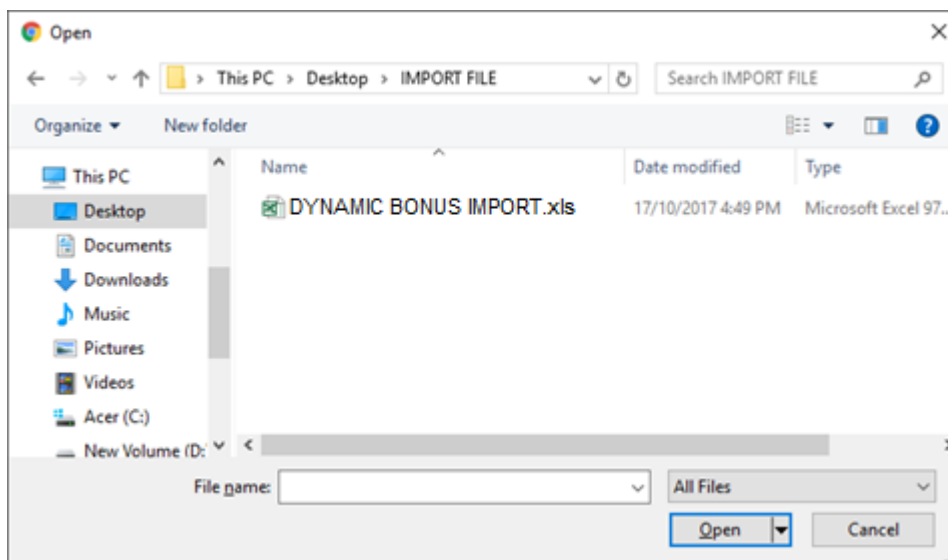 Open
This PC > Desktop > IMPORT FILE
Search IMPORT FILE
Organize
New folder
Name
Date modified
Type
This PC
Desktop
Documents
Downloads
Music
Pictures
Videos
Acer (C:)
New Volume (D:
DYNAMIC BONUS IMPORT.xls
17/10/2017 4:49 PM
Microsoft Excel 97...
File name:
All Files
Open
Cancel